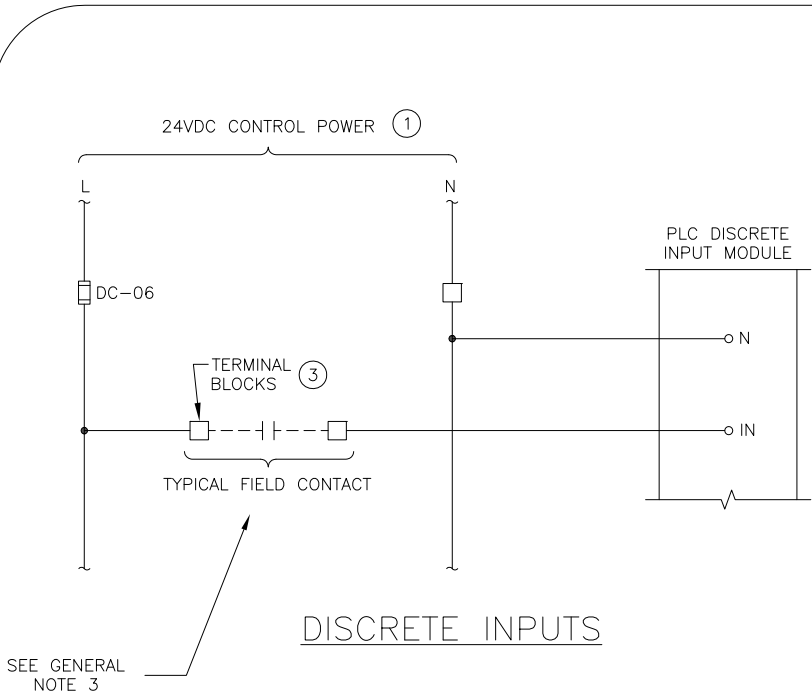 24VDC CONTROL POWER 1
L
N
PLC DISCRETE
INPUT MODULE
DC-06
N
TERMINAL
BLOCKS 3
IN
TYPICAL FIELD CONTACT
DISCRETE INPUTS
SEE GENERAL
NOTE 3